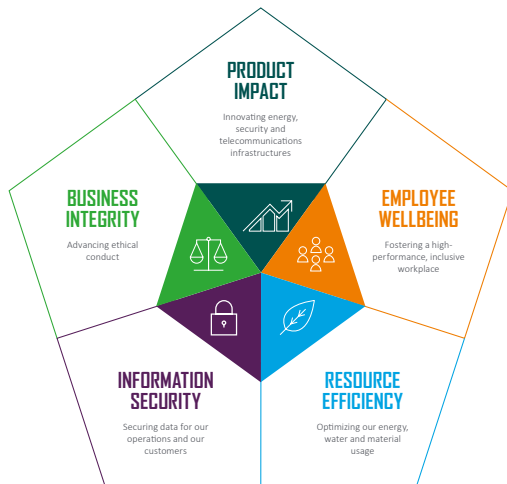 PRODUCT
IMPACT
Innovating energy,
security and
telecommunications
infrastructures
BUSINESS
INTEGRITY
Advancing ethical
conduct
EMPLOYEE
WELLBEING
Fostering a high-
performance, inclusive
workplace
INFORMATION
SECURITY
Securing data for our
operations and our
customers
RESOURCE
EFFICIENCY
Optimizing our energy,
water and material
usage